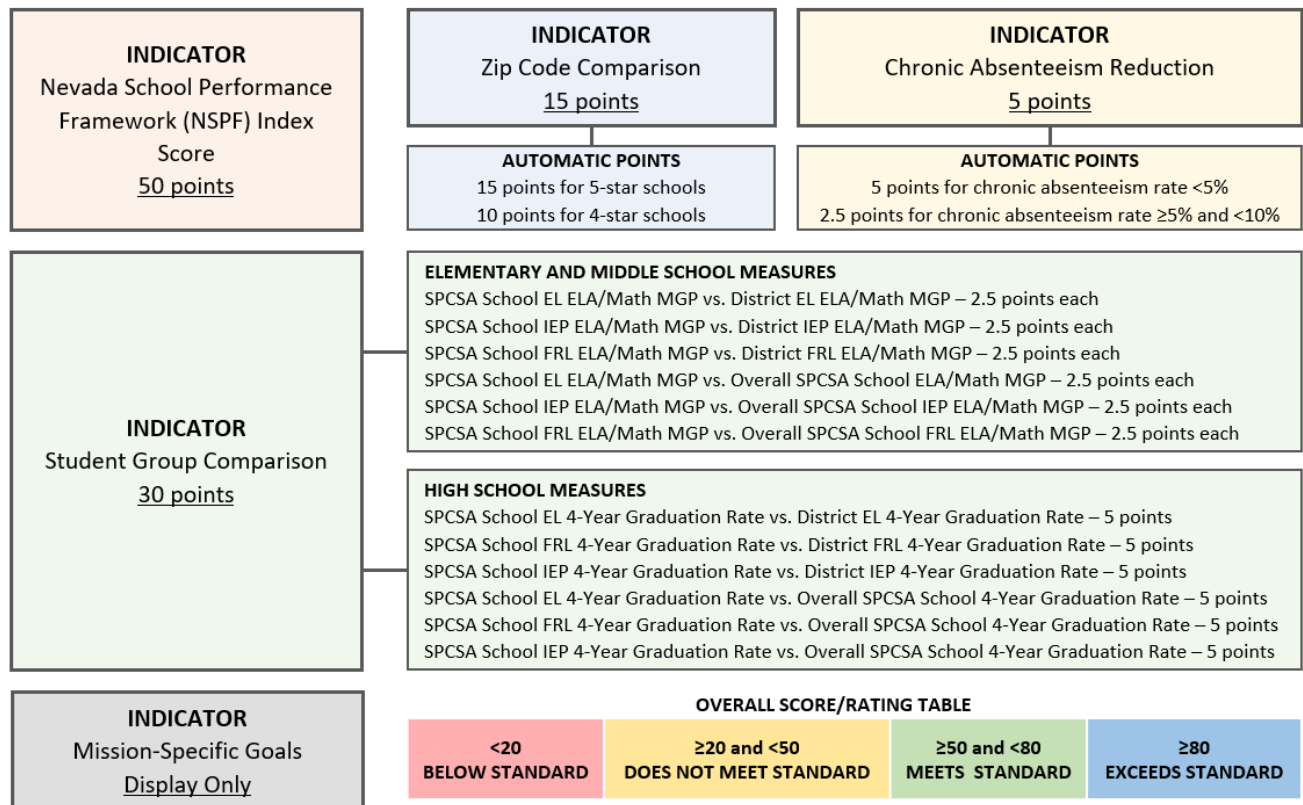 INDICATOR
Nevada School Performance
Framework (NSPF) Index
Score
50 points
INDICATOR
Zip Code Comparison
15 points
AUTOMATIC POINTS
15 points for 5-star schools
10 points for 4-star schools
INDICATOR
Chronic Absenteeism Reduction
5 points
AUTOMATIC POINTS
5 points for chronic absenteeism rate <5%
2.5 points for chronic absenteeism rate ≥5% and <10%
INDICATOR
Student Group Comparison
30 points
ELEMENTARY AND MIDDLE SCHOOL MEASURES
SPCSA School EL ELA/Math MGP vs. District EL ELA/Math MGP – 2.5 points each
SPCSA School IEP ELA/Math MGP vs. District IEP ELA/Math MGP – 2.5 points each
SPCSA School FRL ELA/Math MGP vs. District FRL ELA/Math MGP – 2.5 points each
SPCSA School EL ELA/Math MGP vs. Overall SPCSA School ELA/Math MGP – 2.5 points each
SPCSA School IEP ELA/Math MGP vs. Overall SPCSA School IEP ELA/Math MGP – 2.5 points each
SPCSA School FRL ELA/Math MGP vs. Overall SPCSA School FRL ELA/Math MGP – 2.5 points each
HIGH SCHOOL MEASURES
SPCSA School EL 4-Year Graduation Rate vs. District EL 4-Year Graduation Rate – 5 points
SPCSA School FRL 4-Year Graduation Rate vs. District FRL 4-Year Graduation Rate – 5 points
SPCSA School IEP 4-Year Graduation Rate vs. District IEP 4-Year Graduation Rate – 5 points
SPCSA School EL 4-Year Graduation Rate vs. Overall SPCSA School 4-Year Graduation Rate – 5 points
SPCSA School FRL 4-Year Graduation Rate vs. Overall SPCSA School 4-Year Graduation Rate – 5 points
SPCSA School IEP 4-Year Graduation Rate vs. Overall SPCSA School 4-Year Graduation Rate – 5 points
INDICATOR
Mission-Specific Goals
Display Only
OVERALL SCORE/RATING TABLE
<20
BELOW STANDARD
≥20 and <50
DOES NOT MEET STANDARD
≥50 and <80
MEETS STANDARD
≥80
EXCEEDS STANDARD